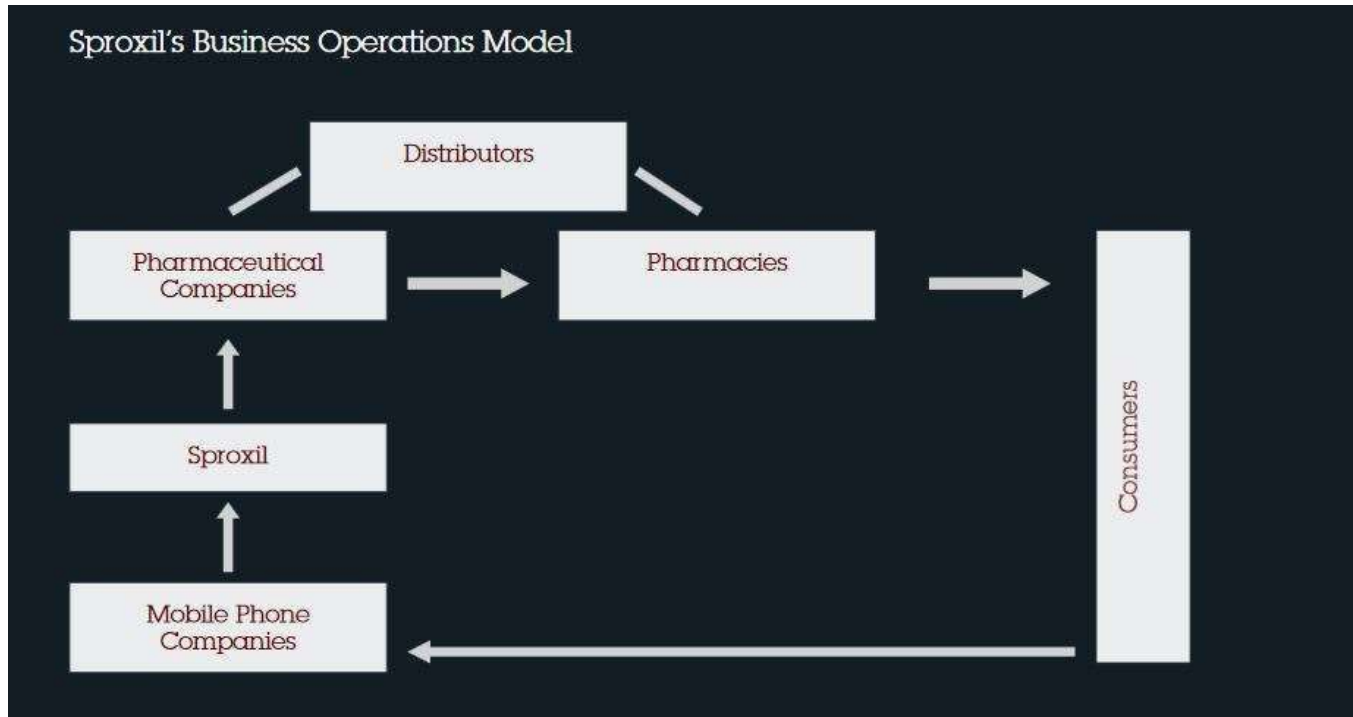 Sproxil's Business Operations Model
Distributors
Pharmaceutical
Companies
Pharmacies
Consumers
Sproxil
Mobile Phone
Companies